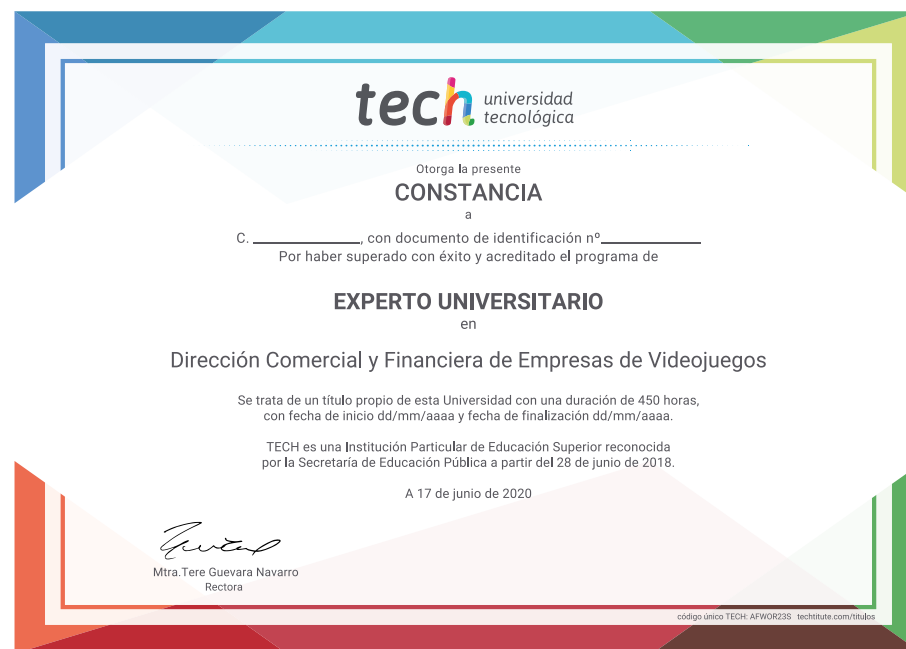 tech universidad
tecnológica
Otorga la presente
CONSTANCIA
a
C. ____________, con documento de identificación nº____________
Por haber superado con éxito y acreditado el programa de
EXPERTO UNIVERSITARIO
en
Dirección Comercial y Financiera de Empresas de Videojuegos
Se trata de un título propio de esta Universidad con una duración de 450 horas,
con fecha de inicio dd/mm/aaaa y fecha de finalización dd/mm/aaaa.
TECH es una Institución Particular de Educación Superior reconocida
por la Secretaría de Educación Pública a partir del 28 de junio de 2018.
A 17 de junio de 2020
Mtra.Tere Guevara Navarro
Rectora
código único TECH: AFWOR23S techtitute.com/titulos